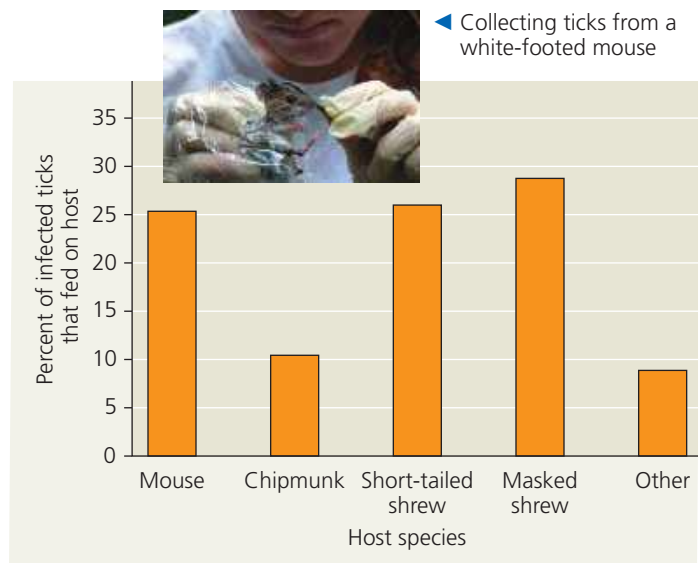 ◀ Collecting ticks from a
white-footed mouse
Percent of infected ticks
that fed on host
35
30
25
20
15
10
5
0
Mouse
Chipmunk
Short-tailed
shrew
Masked
shrew
Other
Host species